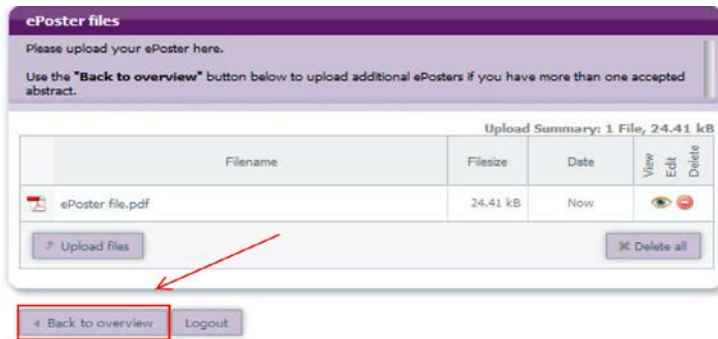 ePoster files
Please upload your ePoster here.
Use the "Back to overview" button below to upload additional ePosters if you have more than one accepted
abstract.
Upload Summary: 1 File, 24.41 kB
Filename Filesize Date View Edit Delete
ePoster file.pdf 24.41 kB Now
Upload files Delete all
Back to overview Logout